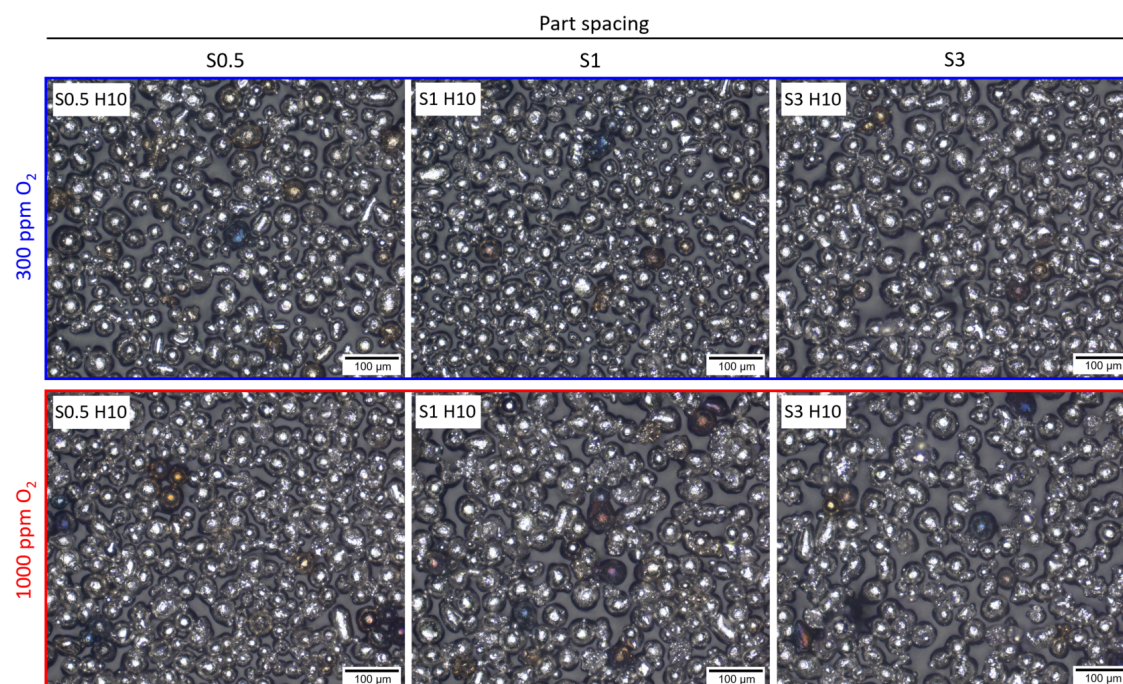 Part spacing
S0.5 S1 S3
300 ppm O₂
S0.5 H10
100 µm
S1 H10
100 µm
S3 H10
100 µm
1000 ppm O₂
S0.5 H10
100 µm
S1 H10
100 µm
S3 H10
100 µm